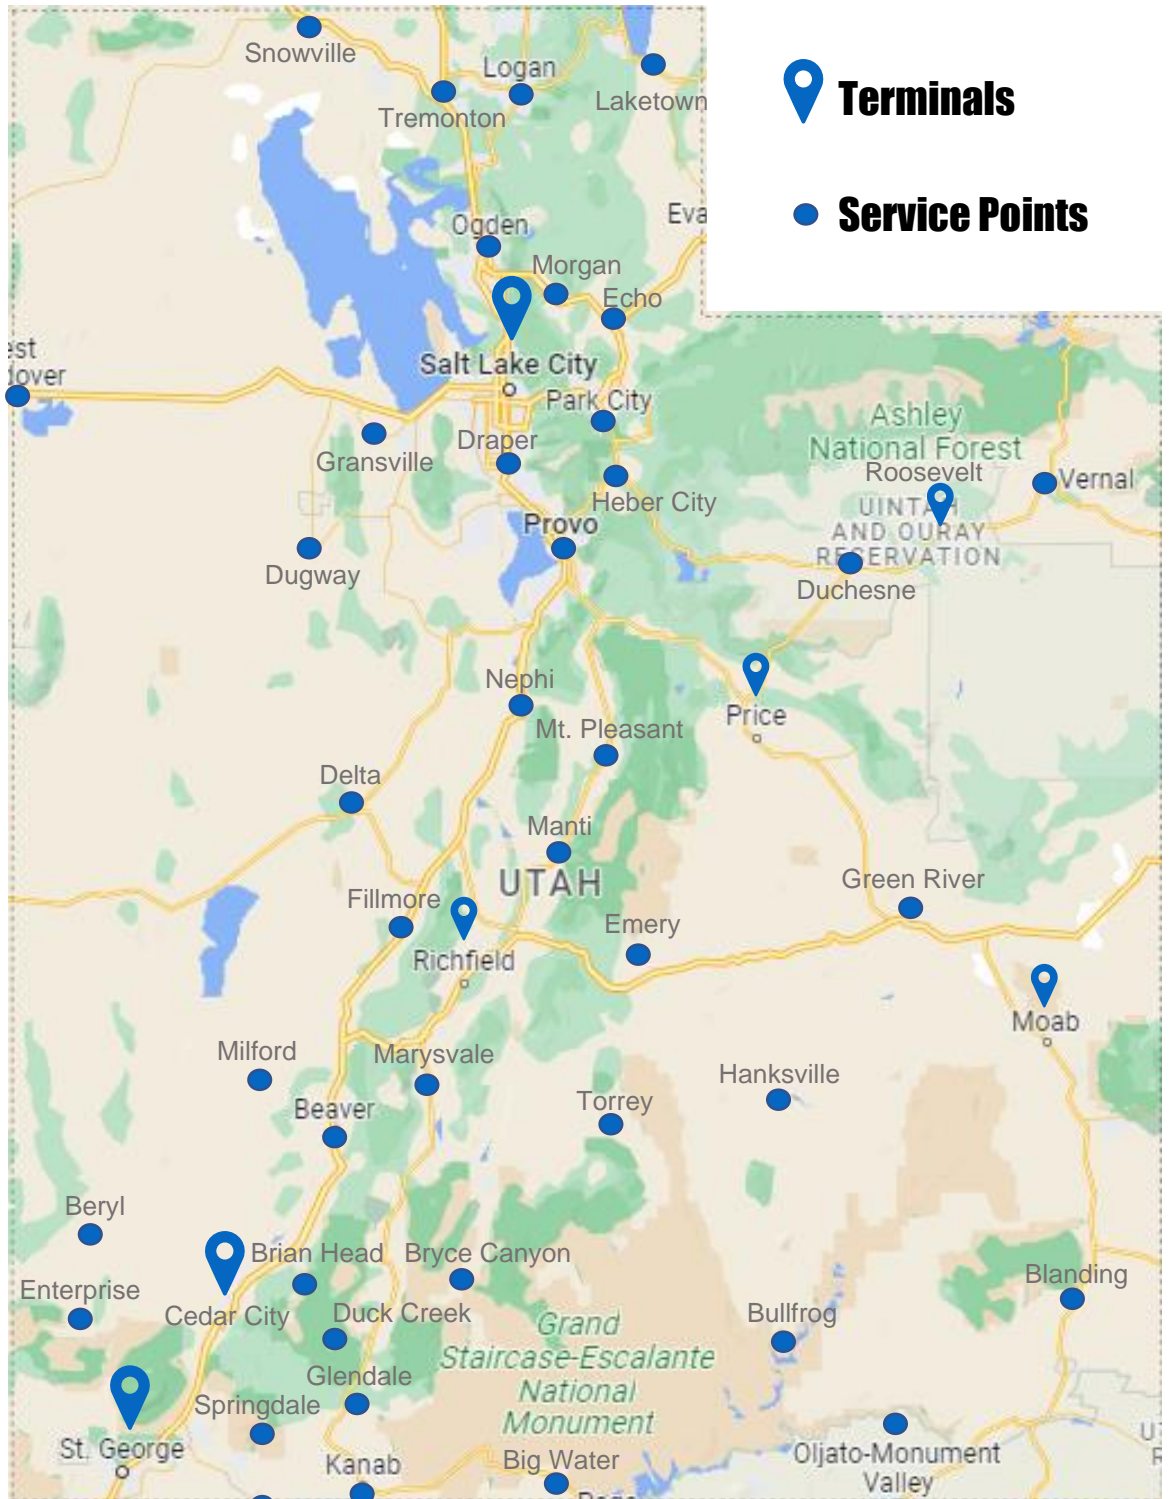 Snowville
Logan
Laketown
Tremonton
Terminals
Service Points
Ogden
Eva
Morgan
Echo
est
dover
Salt Lake City
Park City
Ashley
National Forest
Gransville
Draper
Roosevelt
Vernal
Heber City
UINTAH
AND OURAY
RESERVATION
Provo
Dugway
Duchesne
Nephi
Price
Mt. Pleasant
Delta
Manti
UTAH
Green River
Fillmore
Emery
Richfield
Moab
Milford
Marysvale
Hanksville
Beaver
Torrey
Beryl
Brian Head
Bryce Canyon
Enterprise
Blanding
Cedar City
Duck Creek
Bullfrog
Grand
Staircase-Escalante
National
Monument
Glendale
Springdale
St. George
Kanab
Big Water
Oljato-Monument
Valley